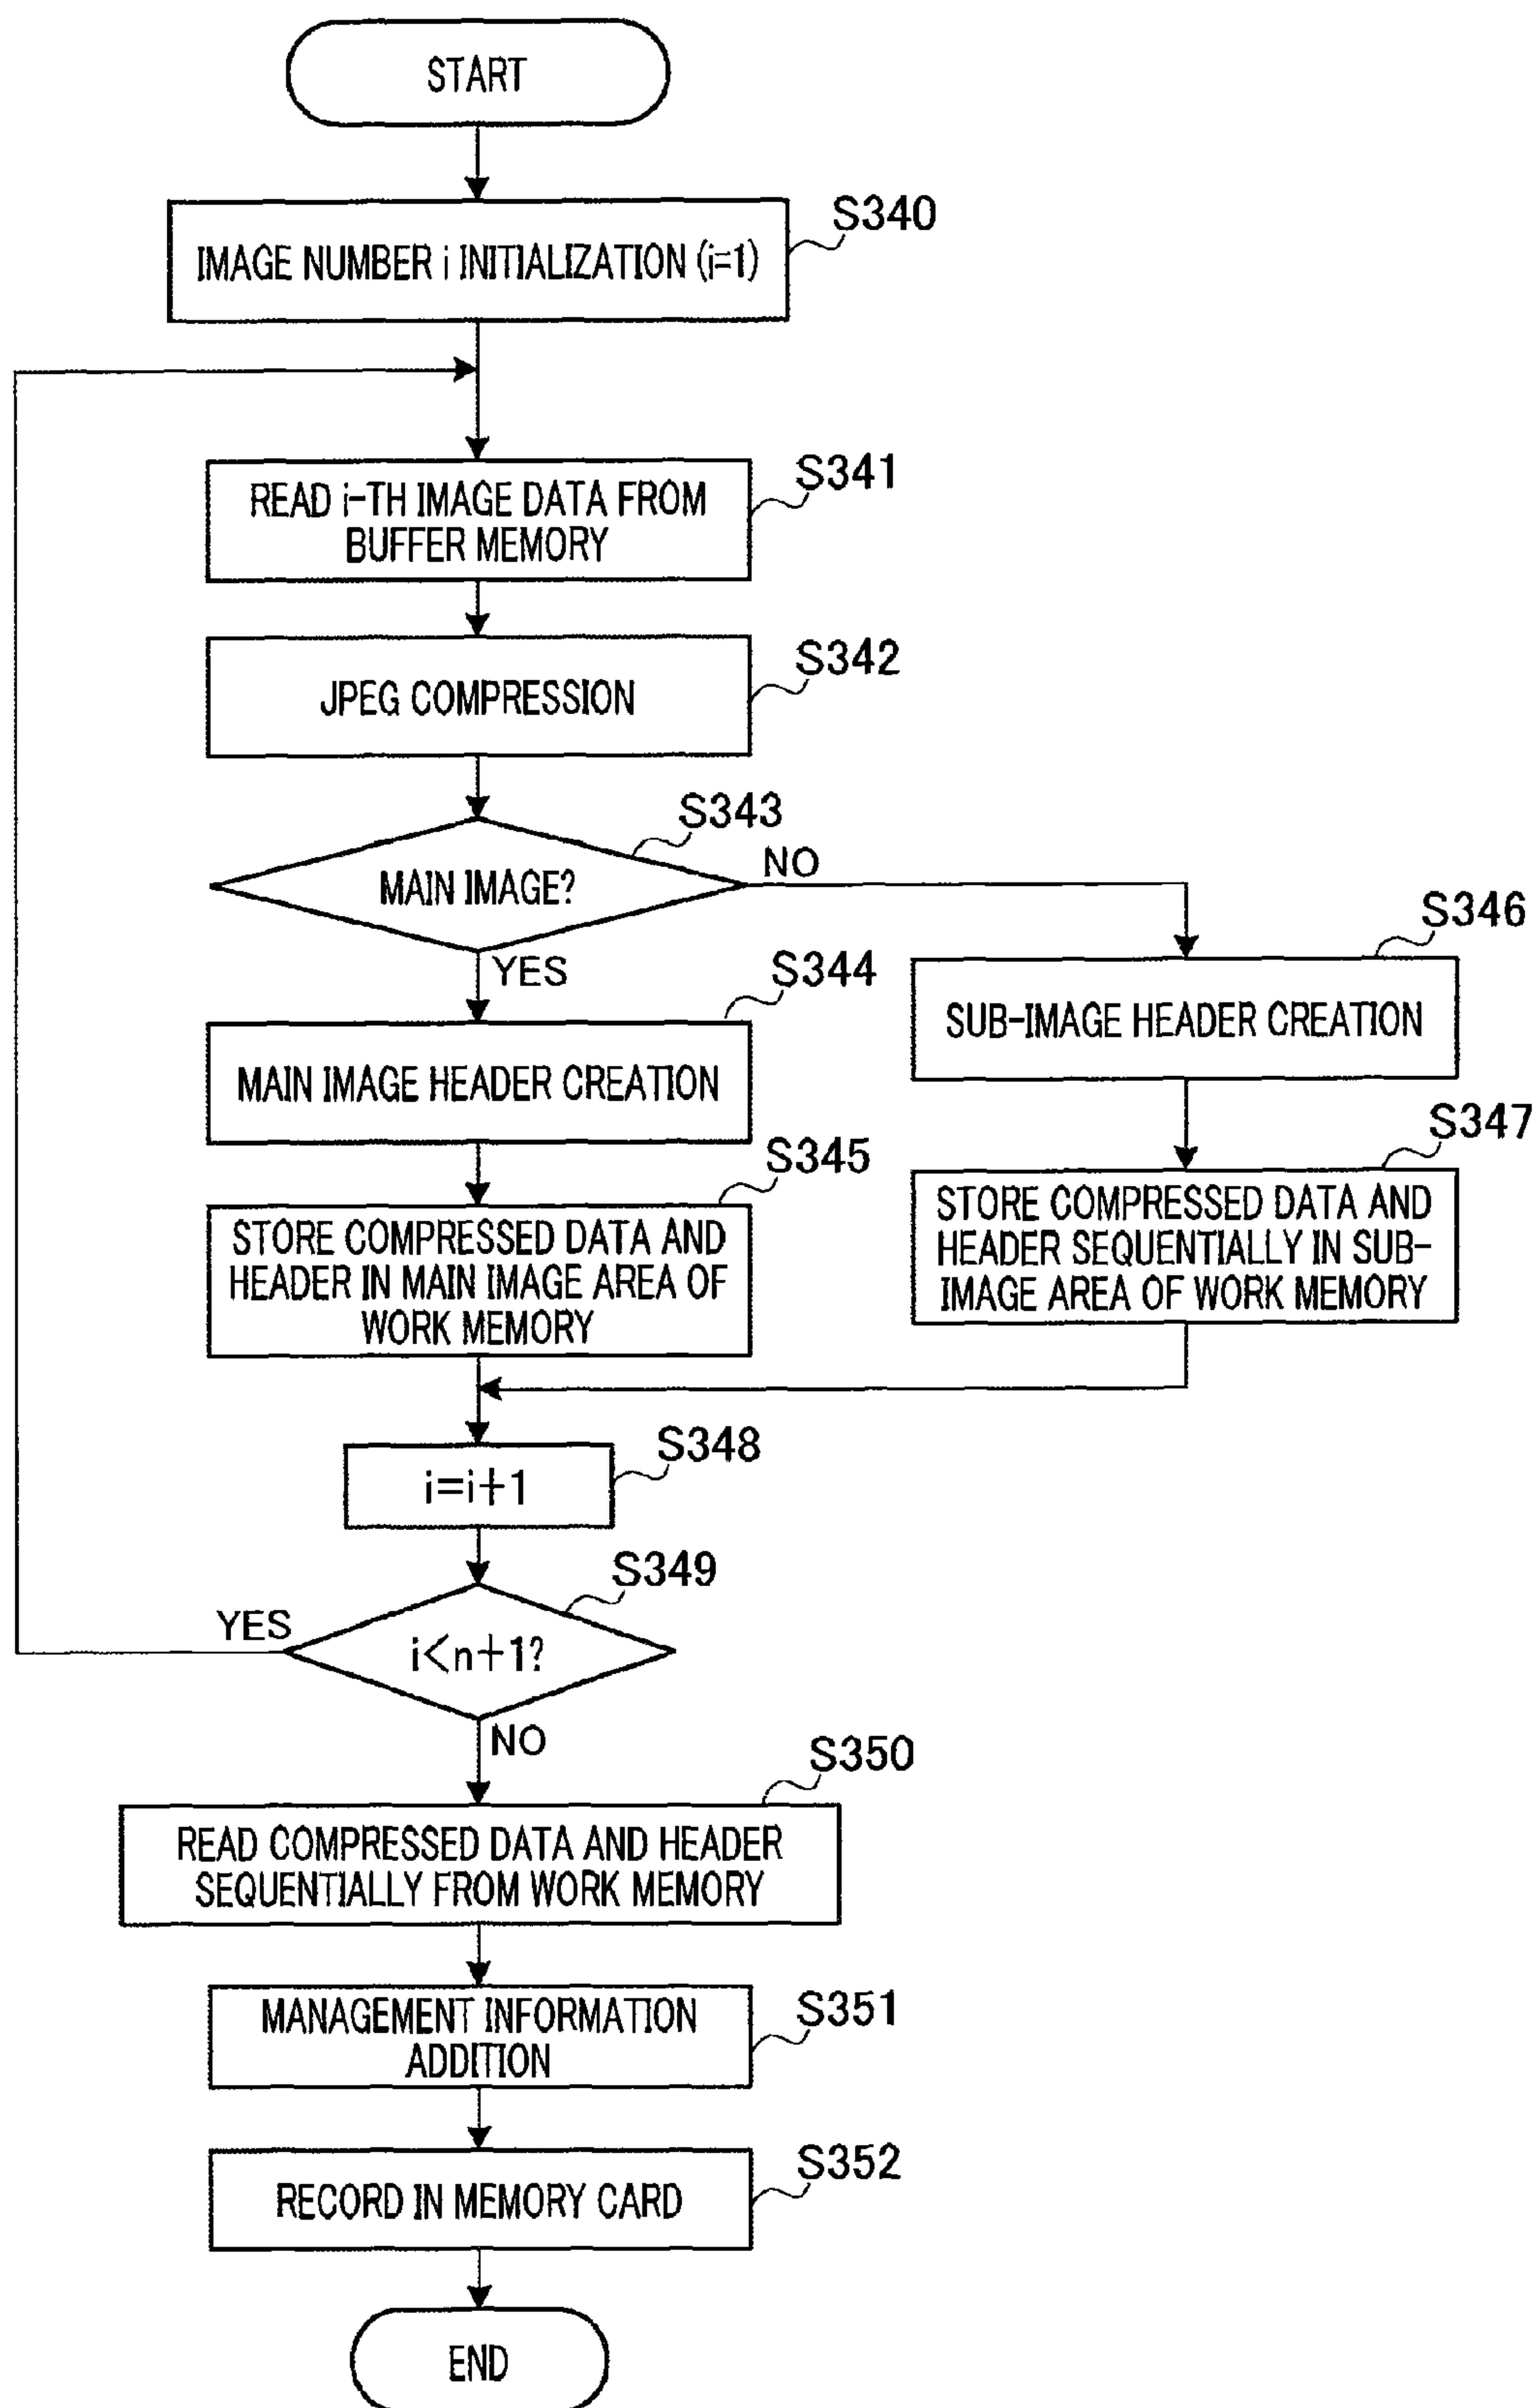 START
S340
IMAGE NUMBER i INITIALIZATION (i=1)
S341
READ i-TH IMAGE DATA FROM
BUFFER MEMORY
S342
JPEG COMPRESSION
S343
MAIN IMAGE?
NO
YES
S344
MAIN IMAGE HEADER CREATION
S345
STORE COMPRESSED DATA AND
HEADER IN MAIN IMAGE AREA OF
WORK MEMORY
S346
SUB-IMAGE HEADER CREATION
S347
STORE COMPRESSED DATA AND
HEADER SEQUENTIALLY IN SUB-
IMAGE AREA OF WORK MEMORY
S348
i=i+1
S349
i<n+1?
YES
NO
S350
READ COMPRESSED DATA AND HEADER
SEQUENTIALLY FROM WORK MEMORY
S351
MANAGEMENT INFORMATION
ADDITION
S352
RECORD IN MEMORY CARD
END